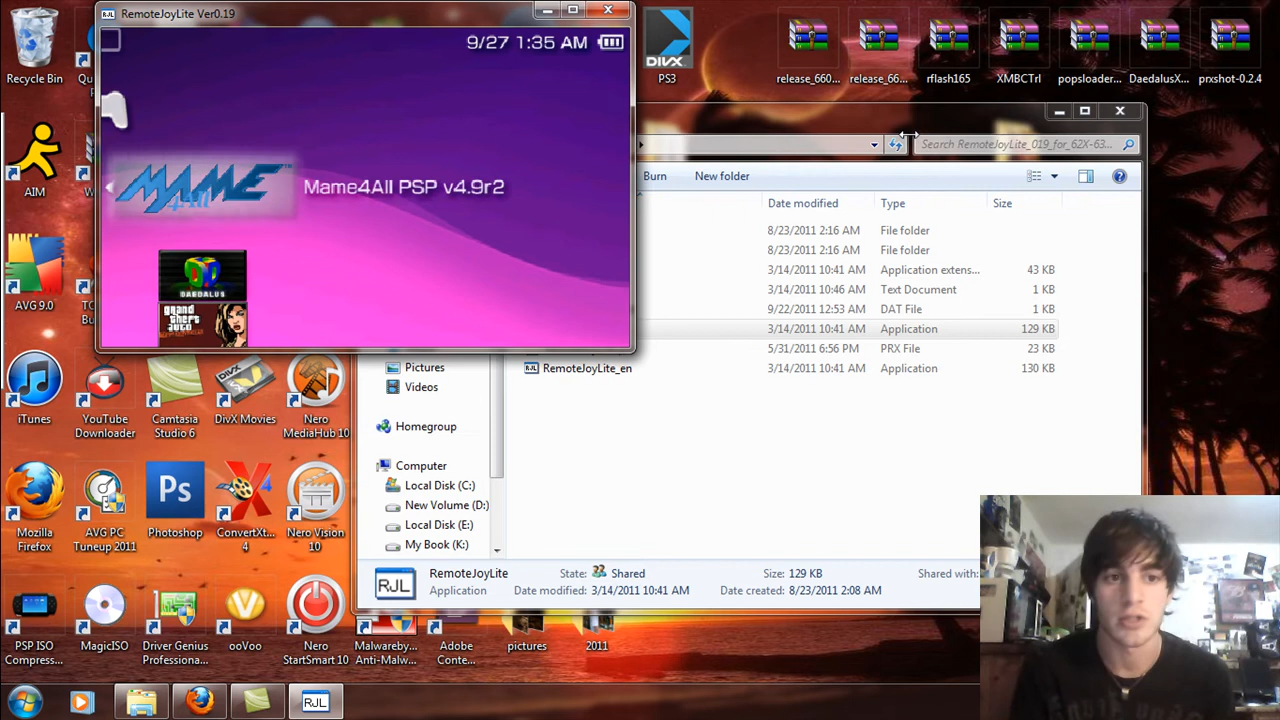 RJL RemoteJoyLite Ver0.19
9/27 1:35 AM
MAME
4All
Mame4All PSP v4.9r2
DAEDALUS
grand
theft
auto
Recycle Bin
AIM
AVG 9.0
iTunes
YouTube
Downloader
Camtasia
Studio 6
DivX Movies
Nero
MediaHub 10
Mozilla
Firefox
AVG PC
Tuneup 2011
Ps
Photoshop
ConvertXt...
4
Nero Vision
10
PSP ISO
Compress...
MagicISO
Driver Genius
Professiona...
ooVoo
Nero
StartSmart 10
Malwareby...
Anti-Malw...
Adobe
Conte...
pictures
2011
DIVX
PS3
release_660...
release_66...
rflash165
XMBCTrl
popsloader...
DaedalusX...
prxshot-0.2.4
Search RemoteJoyLite_019_for_62X-63...
Burn
New folder
Date modified
Type
Size
8/23/2011 2:16 AM
File folder
8/23/2011 2:16 AM
File folder
3/14/2011 10:41 AM
Application extens...
43 KB
3/14/2011 10:46 AM
Text Document
1 KB
9/22/2011 12:53 AM
DAT File
1 KB
3/14/2011 10:41 AM
Application
129 KB
5/31/2011 6:56 PM
PRX File
23 KB
RJL RemoteJoyLite_en
3/14/2011 10:41 AM
Application
130 KB
Pictures
Videos
Homegroup
Computer
Local Disk (C:)
New Volume (D:)
Local Disk (E:)
My Book (K:)
RJL
RemoteJoyLite
Application
State:
Shared
Date modified: 3/14/2011 10:41 AM
Size: 129 KB
Date created: 8/23/2011 2:08 AM
Shared with:
RJL